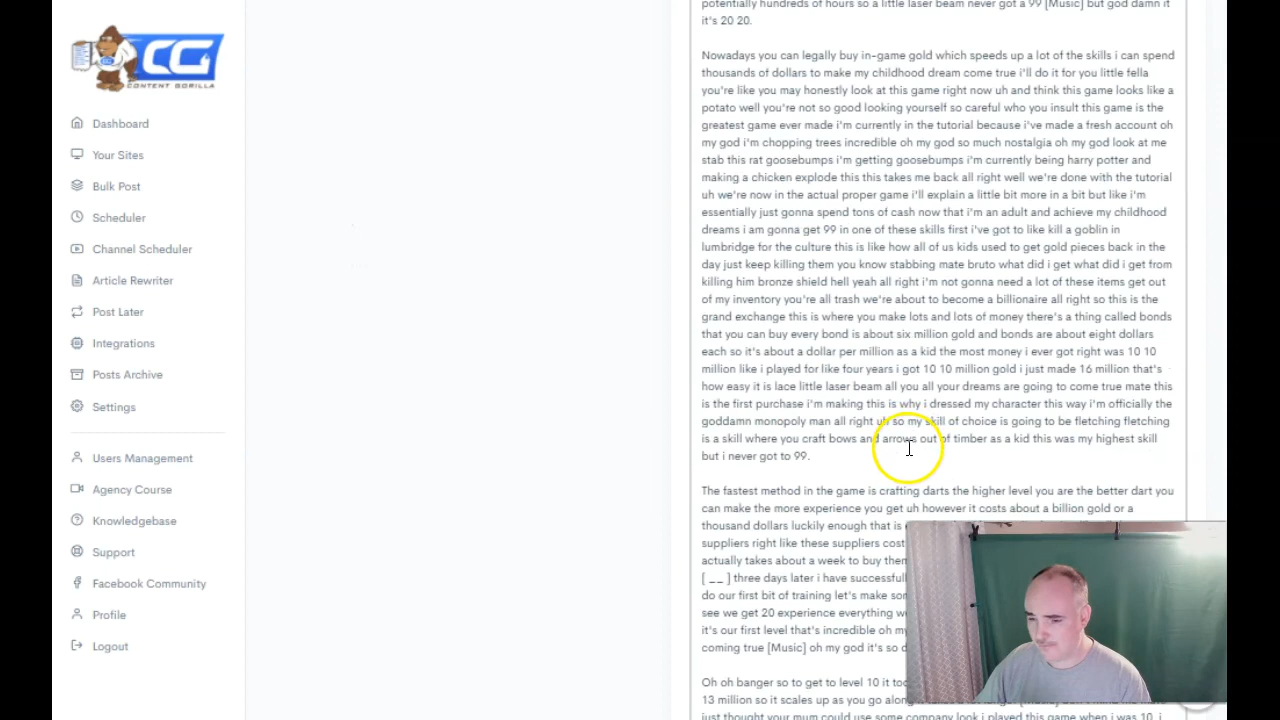 potentially hundreds of hours so a little laser beam never got a 99 [Music] but god damn it
it's 20 20.
CG
CONTENT GORILLA
Dashboard
Your Sites
Bulk Post
Scheduler
Channel Scheduler
Article Rewriter
Post Later
Integrations
Posts Archive
Settings
Users Management
Agency Course
Knowledgebase
Support
Facebook Community
Profile
Logout
Nowadays you can legally buy in-game gold which speeds up a lot of the skills i can spend
thousands of dollars to make my childhood dream come true i'll do it for you little fella
you're like you may honestly look at this game right now uh and think this game looks like a
potato well you're not so good looking yourself so careful who you insult this game is the
greatest game ever made i'm currently in the tutorial because i've made a fresh account oh
my god i'm chopping trees incredible oh my god so much nostalgia oh my god look at me
stab this rat goosebumps i'm getting goosebumps i'm currently being harry potter and
making a chicken explode this this takes me back all right well we're done with the tutorial
uh we're now in the actual proper game i'll explain a little bit more in a bit but like i'm
essentially just gonna spend tons of cash now that i'm an adult and achieve my childhood
dreams i am gonna get 99 in one of these skills first i've got to like kill a goblin in
lumbridge for the culture this is like how all of us kids used to get gold pieces back in the
day just keep killing them you know stabbing mate bruto what did i get what did i get from
killing him bronze shield hell yeah all right i'm not gonna need a lot of these items get out
of my inventory you're all trash we're about to become a billionaire all right so this is the
grand exchange this is where you make lots and lots of money there's a thing called bonds
that you can buy every bond is about six million gold and bonds are about eight dollars
each so it's about a dollar per million as a kid the most money i ever got right was 10 10
million like i played for like four years i got 10 10 million gold i just made 16 million that's
how easy it is lace little laser beam all you all your dreams are going to come true mate this
is the first purchase i'm making this is why i dressed my character this way i'm officially the
goddamn monopoly man all right uh so my skill of choice is going to be fletching fletching
is a skill where you craft bows and arrows out of timber as a kid this was my highest skill
but i never got to 99.
The fastest method in the game is crafting darts the higher level you are the better dart you
can make the more experience you get uh however it costs about a billion gold or a
thousand dollars luckily enough that is
suppliers right like these suppliers cost
actually takes about a week to buy them
[ __ ] three days later i have successful
do our first bit of training let's make
see we get 20 experience everything
it's our first level that's incredible oh my
coming true [Music] oh my god it's so
Oh oh banger so to get to level 10 it
13 million so it scales up as you go
just thought your mum could use some company look i played this game when i was 10 i